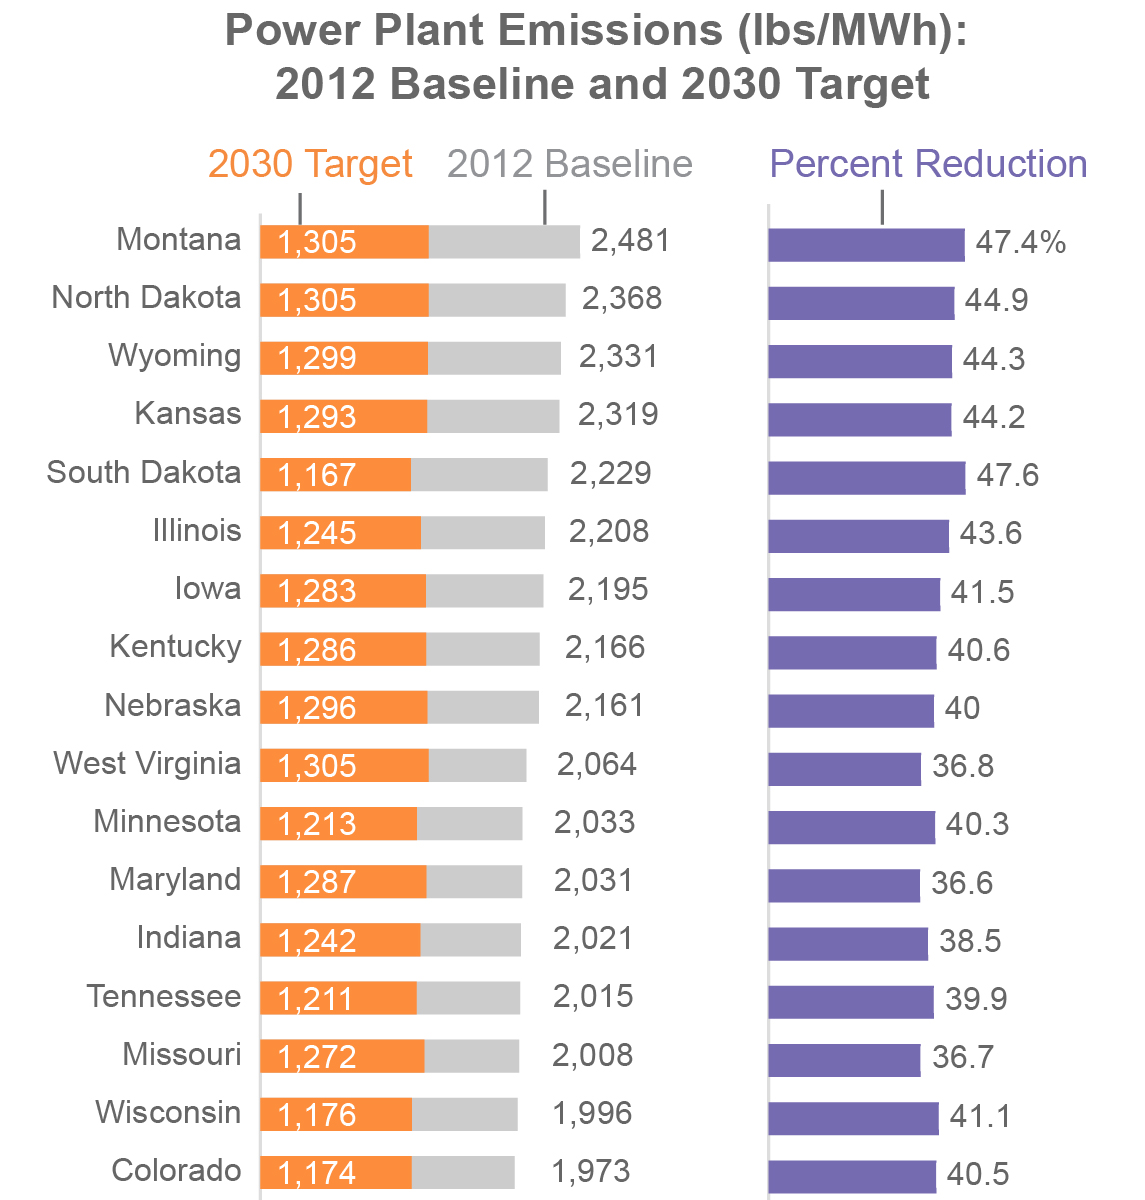 Power Plant Emissions (lbs/MWh):
2012 Baseline and 2030 Target
2030 Target 2012 Baseline Percent Reduction
Montana 1,305 2,481 47.4%
North Dakota 1,305 2,368 44.9
Wyoming 1,299 2,331 44.3
Kansas 1,293 2,319 44.2
South Dakota 1,167 2,229 47.6
Illinois 1,245 2,208 43.6
Iowa 1,283 2,195 41.5
Kentucky 1,286 2,166 40.6
Nebraska 1,296 2,161 40
West Virginia 1,305 2,064 36.8
Minnesota 1,213 2,033 40.3
Maryland 1,287 2,031 36.6
Indiana 1,242 2,021 38.5
Tennessee 1,211 2,015 39.9
Missouri 1,272 2,008 36.7
Wisconsin 1,176 1,996 41.1
Colorado 1,174 1,973 40.5